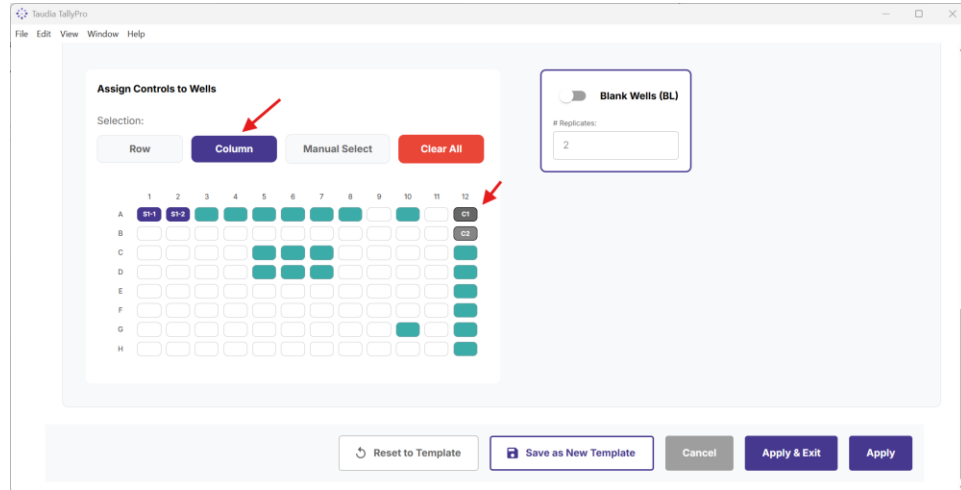 Taudia TallyPro
File Edit View Window Help
Assign Controls to Wells
Selection:
Row Column Manual Select Clear All
1 2 3 4 5 6 7 8 9 10 11 12
A S1-1 S1-2 C1
B C2
C
D
E
F
G
H
Blank Wells (BL)
# Replicates:
2
Reset to Template Save as New Template Cancel Apply & Exit Apply